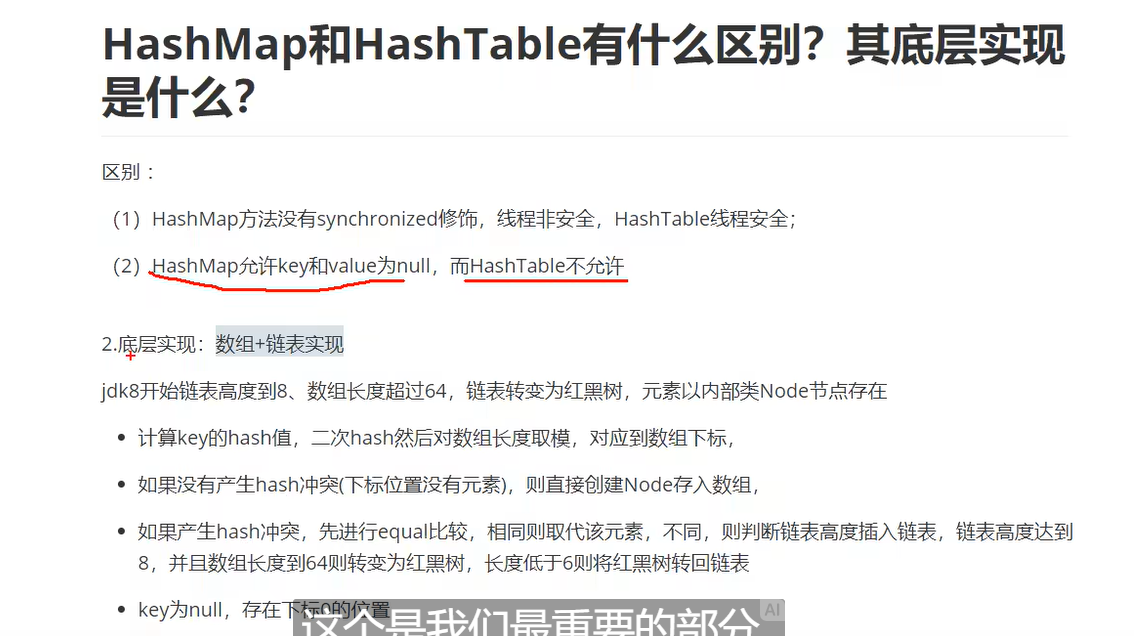 HashMap和HashTable有什么区别？其底层实现
是什么？
区别 ：
（1）HashMap方法没有synchronized修饰，线程非安全，HashTable线程安全；
（2）HashMap允许key和value为null，而HashTable不允许
2.底层实现：数组+链表实现
jdk8开始链表高度到8、数组长度超过64，链表转变为红黑树，元素以内部类Node节点存在
• 计算key的hash值，二次hash然后对数组长度取模，对应到数组下标，
• 如果没有产生hash冲突(下标位置没有元素)，则直接创建Node存入数组，
• 如果产生hash冲突，先进行equal比较，相同则取代该元素，不同，则判断链表高度插入链表，链表高度达到
8，并且数组长度到64则转变为红黑树，长度低于6则将红黑树转回链表
• key为null，存在下标0的位置
这个是我们最重要的部分
AI